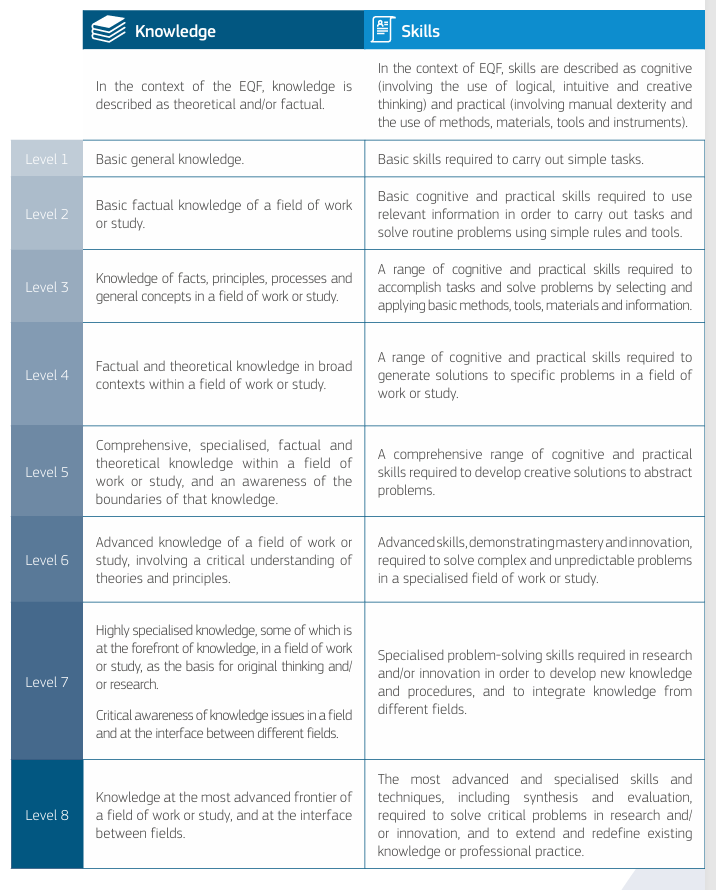 Knowledge
Skills
In the context of the EQF, knowledge is
described as theoretical and/or factual.
In the context of EQF, skills are described as cognitive
(involving the use of logical, intuitive and creative
thinking) and practical (involving manual dexterity and
the use of methods, materials, tools and instruments).
Level 1
Basic general knowledge.
Basic skills required to carry out simple tasks.
Level 2
Basic factual knowledge of a field of work
or study.
Basic cognitive and practical skills required to use
relevant information in order to carry out tasks and
solve routine problems using simple rules and tools.
Level 3
Knowledge of facts, principles, processes and
general concepts in a field of work or study.
A range of cognitive and practical skills required to
accomplish tasks and solve problems by selecting and
applying basic methods, tools, materials and information.
Level 4
Factual and theoretical knowledge in broad
contexts within a field of work or study.
A range of cognitive and practical skills required to
generate solutions to specific problems in a field of
work or study.
Level 5
Comprehensive, specialised, factual and
theoretical knowledge within a field of
work or study, and an awareness of the
boundaries of that knowledge.
A comprehensive range of cognitive and practical
skills required to develop creative solutions to abstract
problems.
Level 6
Advanced knowledge of a field of work or
study, involving a critical understanding of
theories and principles.
Advanced skills, demonstrating mastery and innovation,
required to solve complex and unpredictable problems
in a specialised field of work or study.
Level 7
Highly specialised knowledge, some of which is
at the forefront of knowledge, in a field of work
or study, as the basis for original thinking and/
or research.
Critical awareness of knowledge issues in a field
and at the interface between different fields.
Specialised problem-solving skills required in research
and/or innovation in order to develop new knowledge
and procedures, and to integrate knowledge from
different fields.
Level 8
Knowledge at the most advanced frontier of
a field of work or study, and at the interface
between fields.
The most advanced and specialised skills and
techniques, including synthesis and evaluation,
required to solve critical problems in research and/
or innovation, and to extend and redefine existing
knowledge or professional practice.